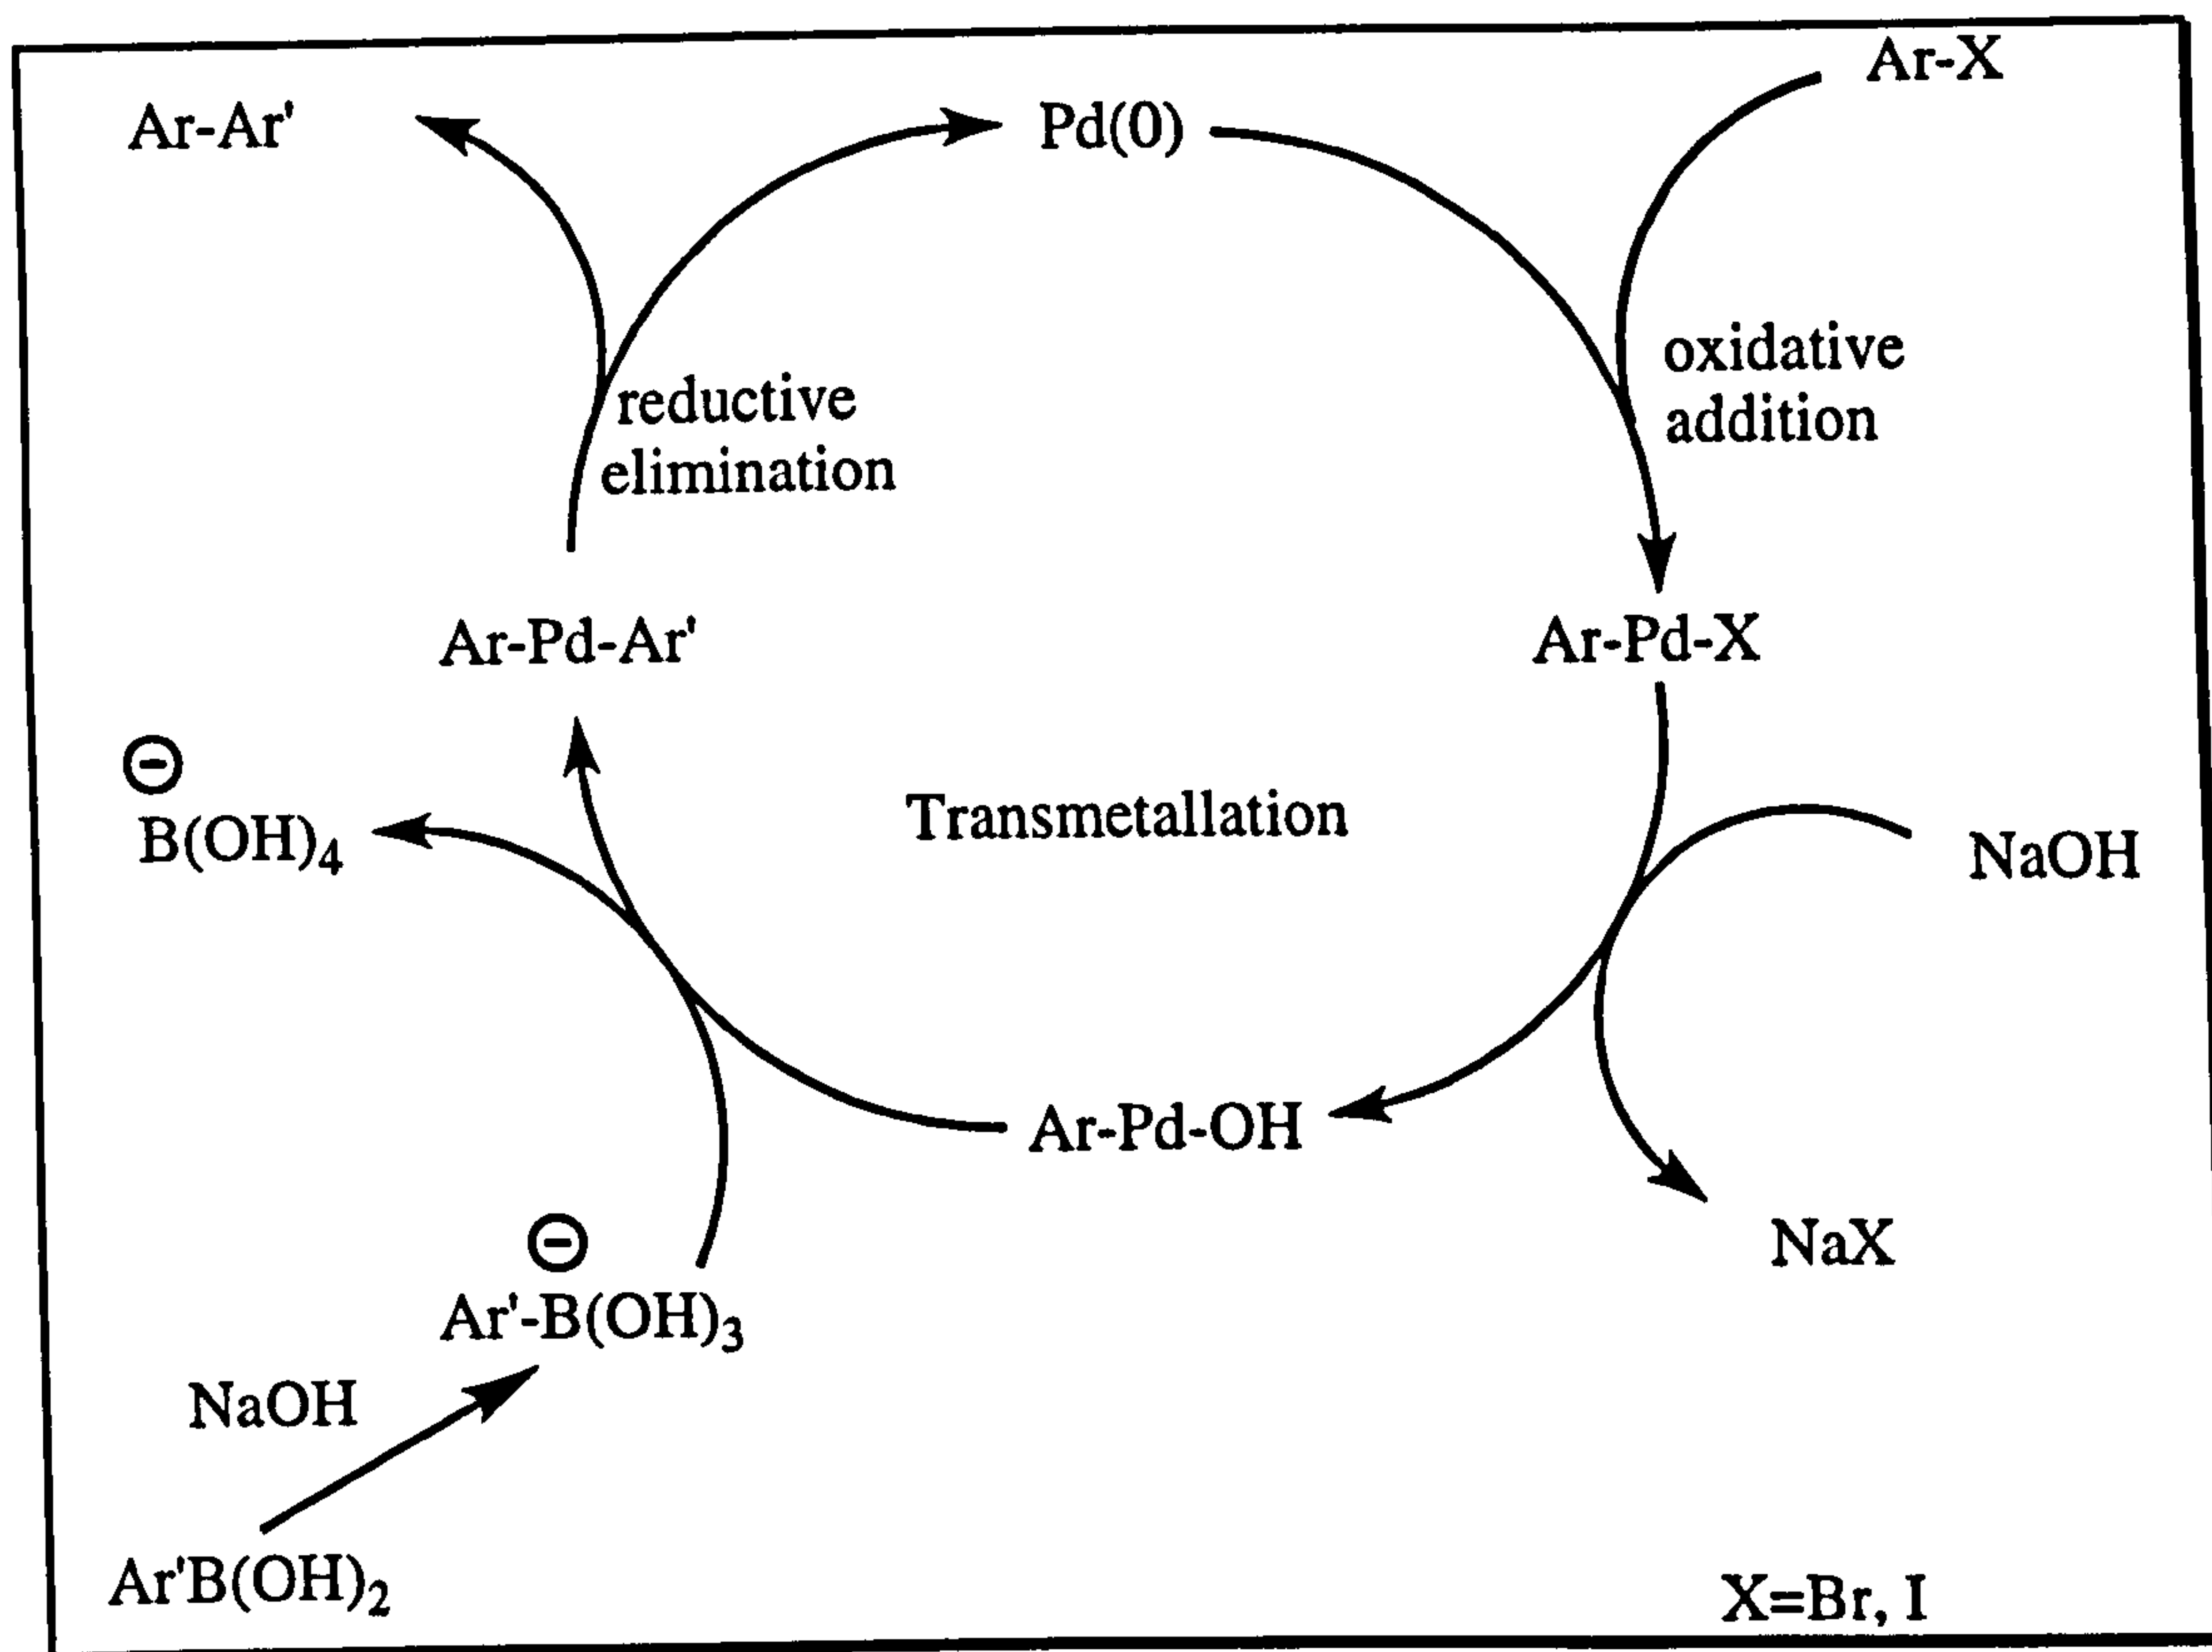 Ar-X
Ar-Ar'
Pd(0)
oxidative
addition
reductive
elimination
Ar-Pd-Ar'
Ar-Pd-X
⊖
Transmetallation
B(OH)₄
NaOH
Ar-Pd-OH
⊖
NaX
Ar'-B(OH)₃
NaOH
Ar'B(OH)₂
X=Br, I